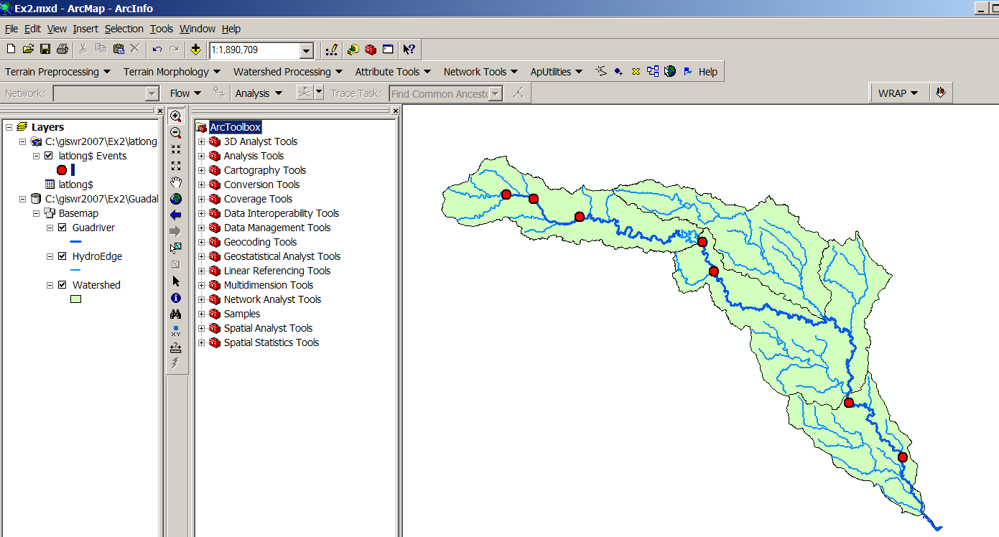 Ex2.mxd - ArcMap - ArcInfo
File Edit View Insert Selection Tools Window Help
1:1,890,709
Terrain Preprocessing Terrain Morphology Watershed Processing Attribute Tools Network Tools ApUtilities Help
Network: Flow Analysis Trace Task: Find Common Ancest WRAP
Layers
C:\giswr2007\Ex2\latlong
latlong$ Events
latlong$
C:\giswr2007\Ex2\Guadal
Basemap
Guadriver
HydroEdge
Watershed
XY
ArcToolbox
3D Analyst Tools
Analysis Tools
Cartography Tools
Conversion Tools
Coverage Tools
Data Interoperability Tools
Data Management Tools
Geocoding Tools
Geostatistical Analyst Tools
Linear Referencing Tools
Multidimension Tools
Network Analyst Tools
Samples
Spatial Analyst Tools
Spatial Statistics Tools